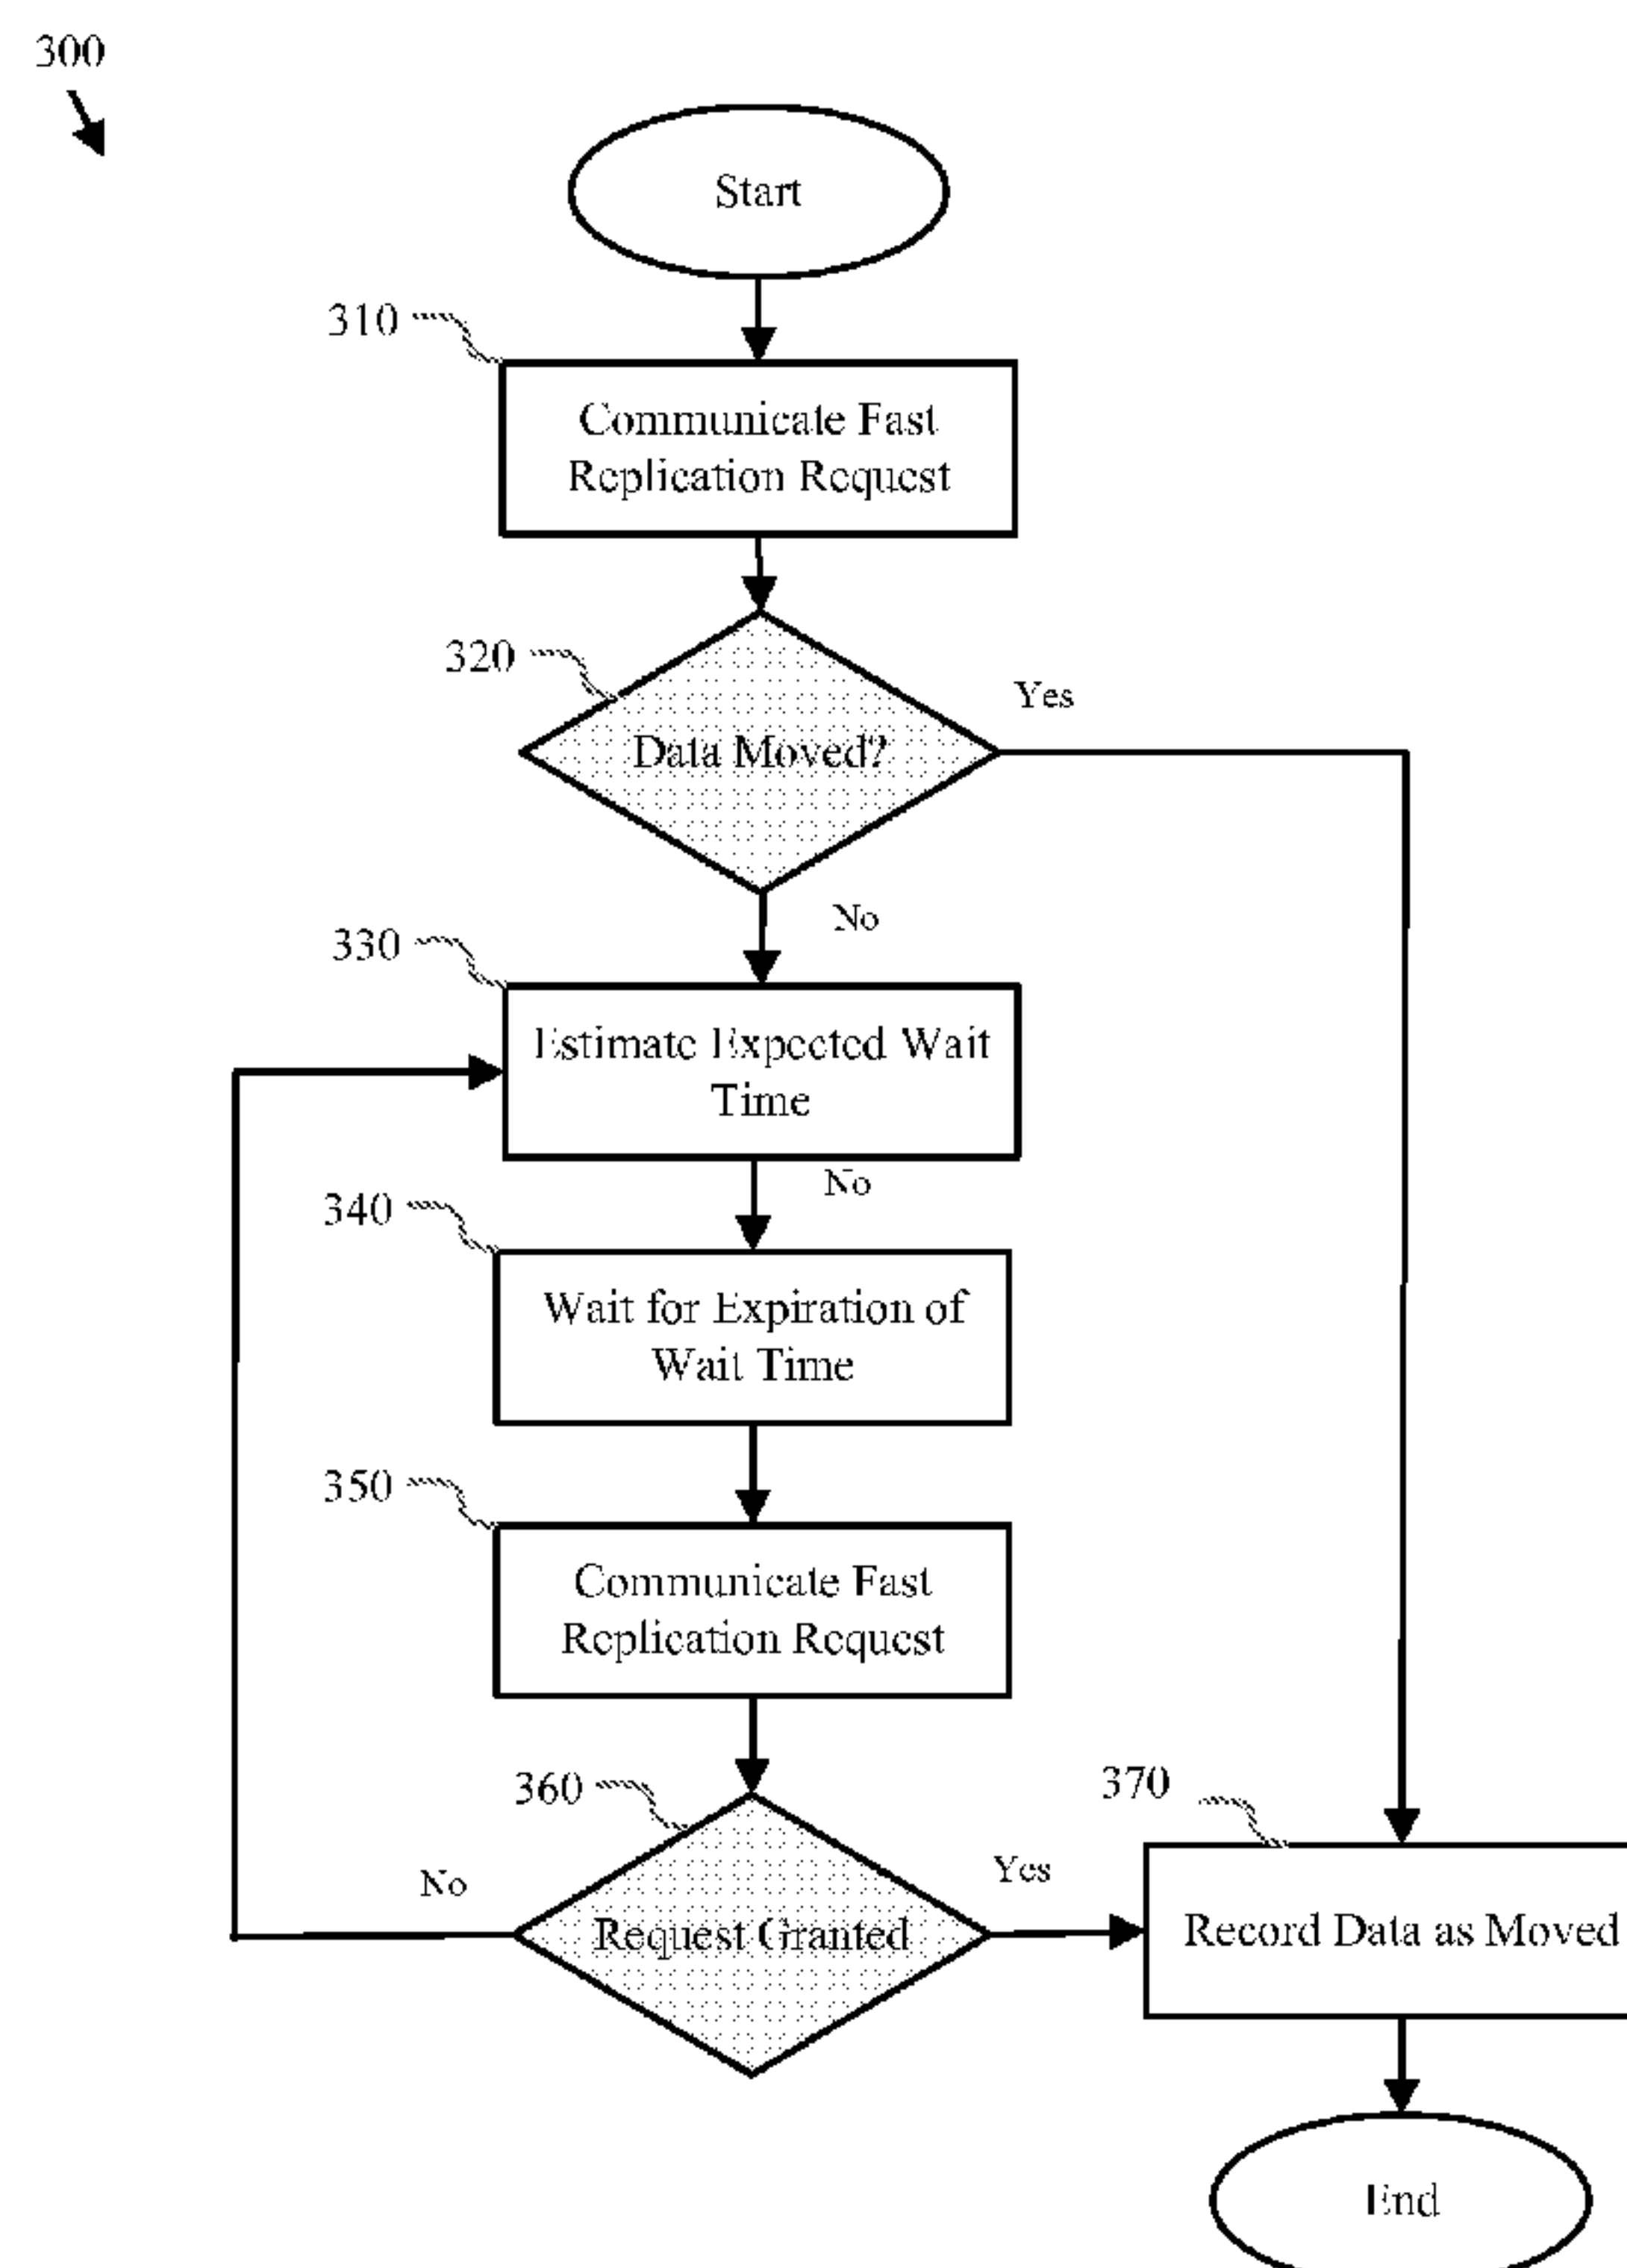 300
Start
310
Communicate Fast
Replication Request
320
Data Moved?
Yes
No
330
Estimate Expected Wait
Time
No
340
Wait for Expiration of
Wait Time
350
Communicate Fast
Replication Request
360
Request Granted
No
Yes
370
Record Data as Moved
End